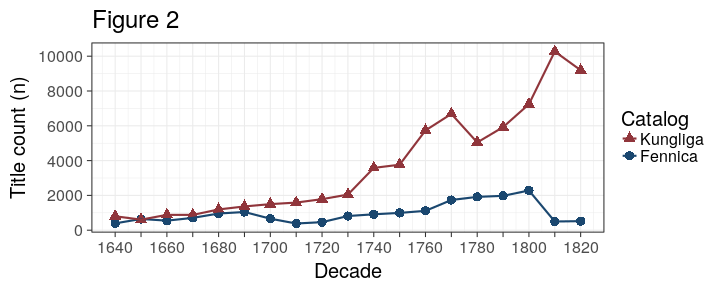 Figure 2
Title count (n)
10000
8000
6000
4000
2000
0
1640 1660 1680 1700 1720 1740 1760 1780 1800 1820
Decade
Catalog
Kungliga
Fennica